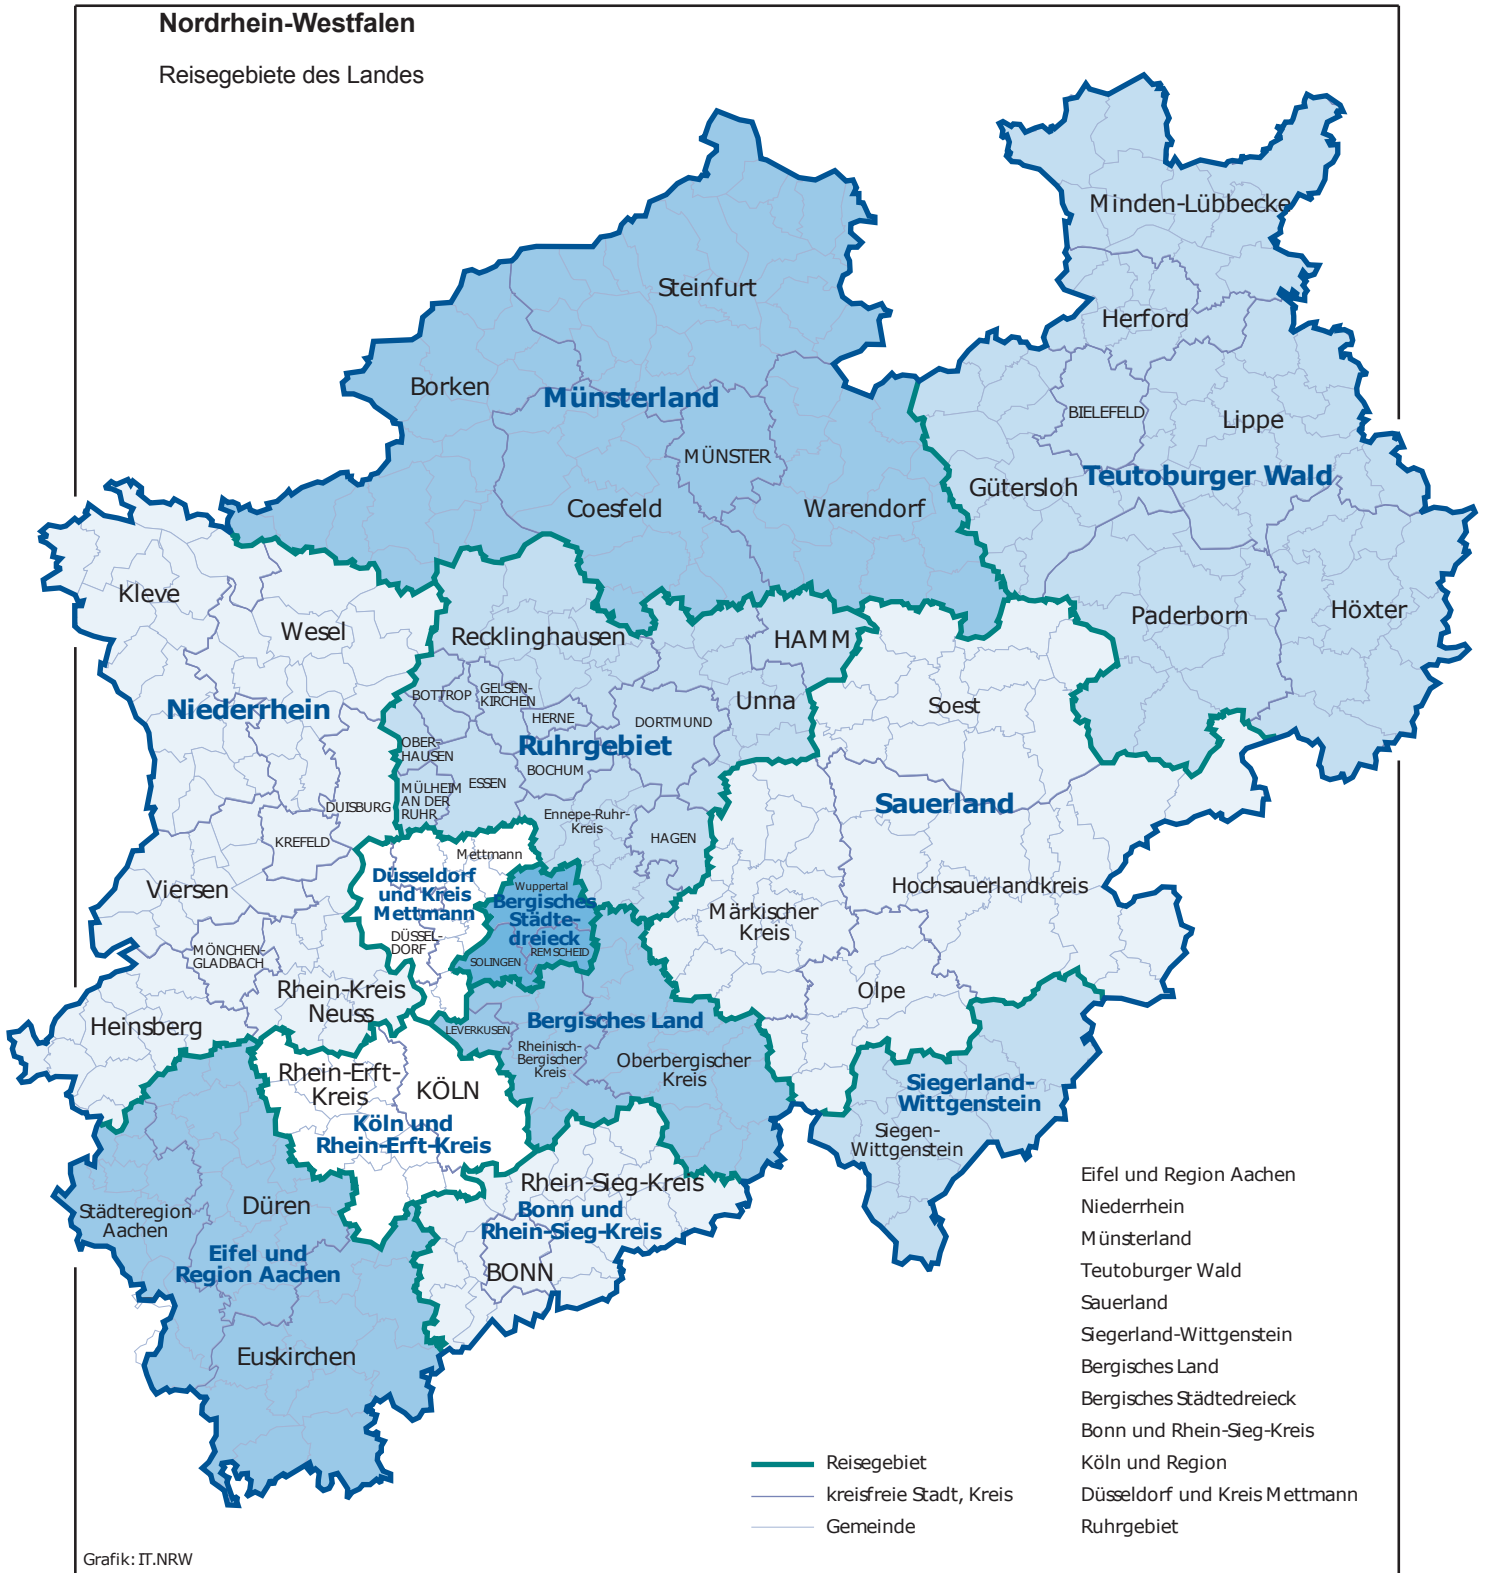 Nordrhein-Westfalen
Reisegebiete des Landes
Minden-Lübbecke
Steinfurt
Herford
Borken
Münsterland
BIELEFELD
Lippe
MÜNSTER
Teutoburger Wald
Gütersloh
Coesfeld
Warendorf
Kleve
Wesel
Recklinghausen
HAMM
Paderborn
Höxter
Niederrhein
BOTTROP
GELSEN-
KIRCHEN
HERNE
DORTMUND
Unna
Soest
OBER-
HAUSEN
Ruhrgebiet
BOCHUM
ESSEN
MÜLHEIM
AN DER
RUHR
DUISBURG
Sauerland
Ennepe-Ruhr-
Kreis
HAGEN
KREFELD
Mettmann
Viersen
Düsseldorf
und Kreis
Mettmann
Wuppertal
Bergisches
Städte-
dreieck
Hochsauerlandkreis
Märkischer
Kreis
DÜSSEL-
DORF
REMSCHEID
SOLINGEN
MÖNCHEN-
GLADBACH
Rhein-Kreis
Neuss
Olpe
Heinsberg
LEVERKUSEN
Bergisches Land
Rheinisch-
Bergischer
Kreis
Oberbergischer
Kreis
Rhein-Erft-
Kreis
KÖLN
Siegerland-
Wittgenstein
Köln und
Rhein-Erft-Kreis
Siegen-
Wittgenstein
Rhein-Sieg-Kreis
Bonn und
Rhein-Sieg-Kreis
Städteregion
Aachen
Düren
Eifel und
Region Aachen
BONN
Euskirchen
Eifel und Region Aachen
Niederrhein
Münsterland
Teutoburger Wald
Sauerland
Siegerland-Wittgenstein
Bergisches Land
Bergisches Städtedreieck
Bonn und Rhein-Sieg-Kreis
Köln und Region
Düsseldorf und Kreis Mettmann
Ruhrgebiet
Reisegebiet
kreisfreie Stadt, Kreis
Gemeinde
Grafik: IT.NRW